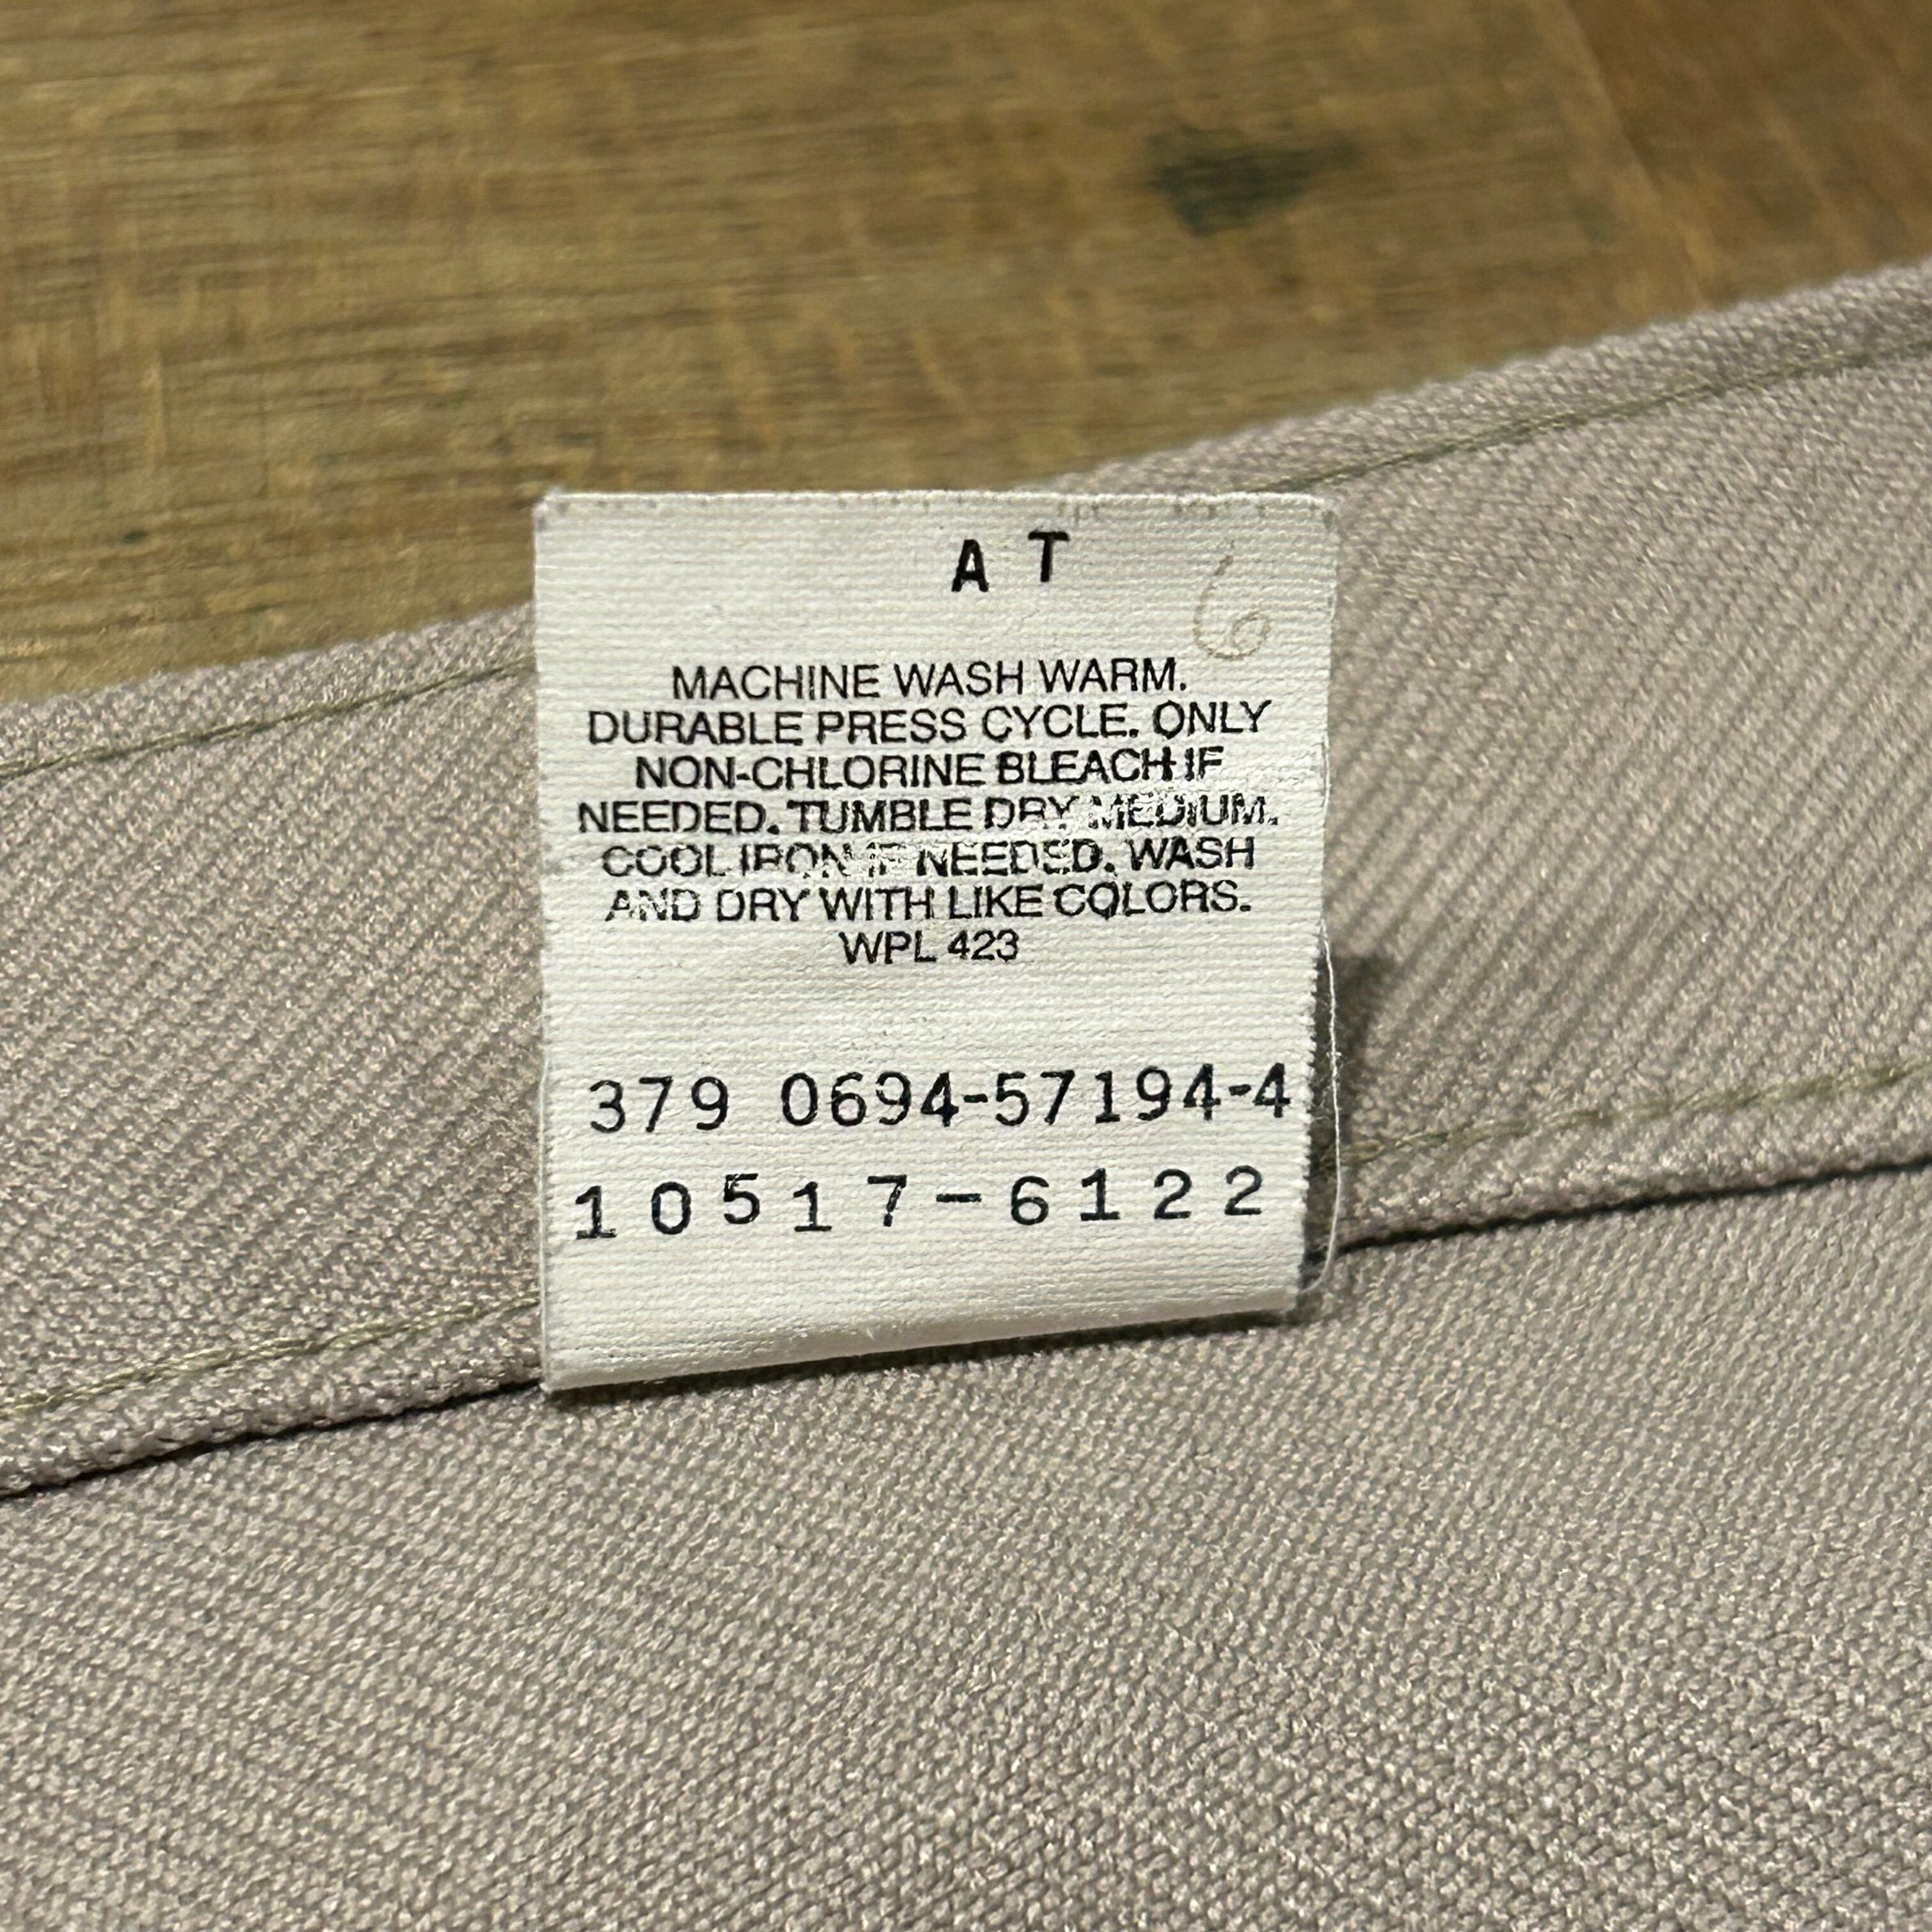 A T
6
MACHINE WASH WARM.
DURABLE PRESS CYCLE. ONLY
NON-CHLORINE BLEACH IF
NEEDED. TUMBLE DRY MEDIUM.
COOL IRON IF NEEDED. WASH
AND DRY WITH LIKE COLORS.
WPL 423
379 0694-57194-4
10517-6122